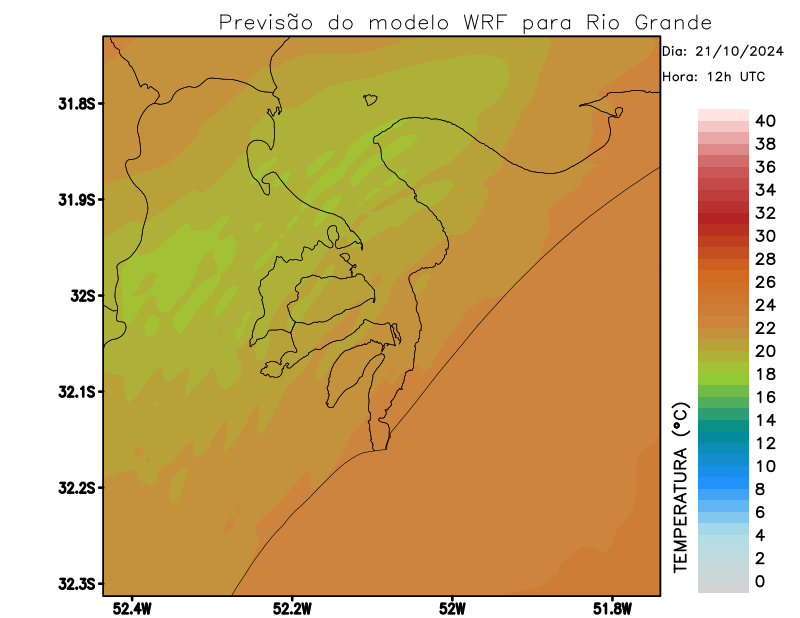 Previsão do modelo WRF para Rio Grande
Dia: 21/10/2024
Hora: 12h UTC
31.8S
31.9S
32S
32.1S
32.2S
32.3S
52.4W
52.2W
52W
51.8W
TEMPERATURA (°C)
40
38
36
34
32
30
28
26
24
22
20
18
16
14
12
10
8
6
4
2
0